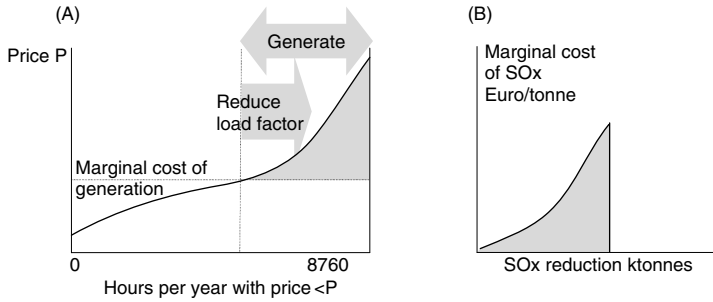 (A)
Generate
Price P
Reduce
load factor
Marginal cost of
generation
0
8760
Hours per year with price <P
(B)
Marginal cost
of SOx
Euro/tonne
SOx reduction ktonnes